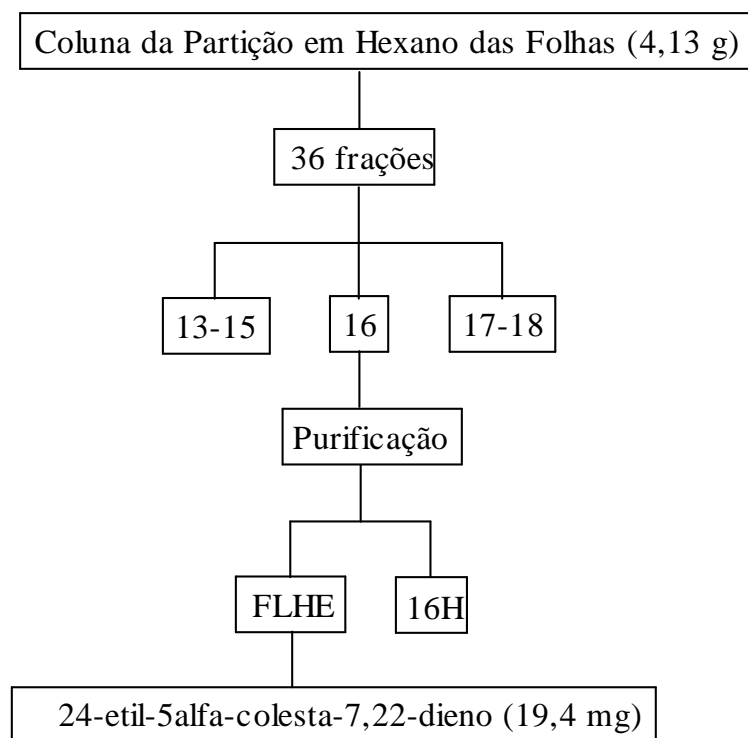 Coluna da Partição em Hexano das Folhas (4,13 g)
36 frações
13-15
16
17-18
Purificação
FLHE
16H
24-etil-5alfa-colesta-7,22-dieno (19,4 mg)